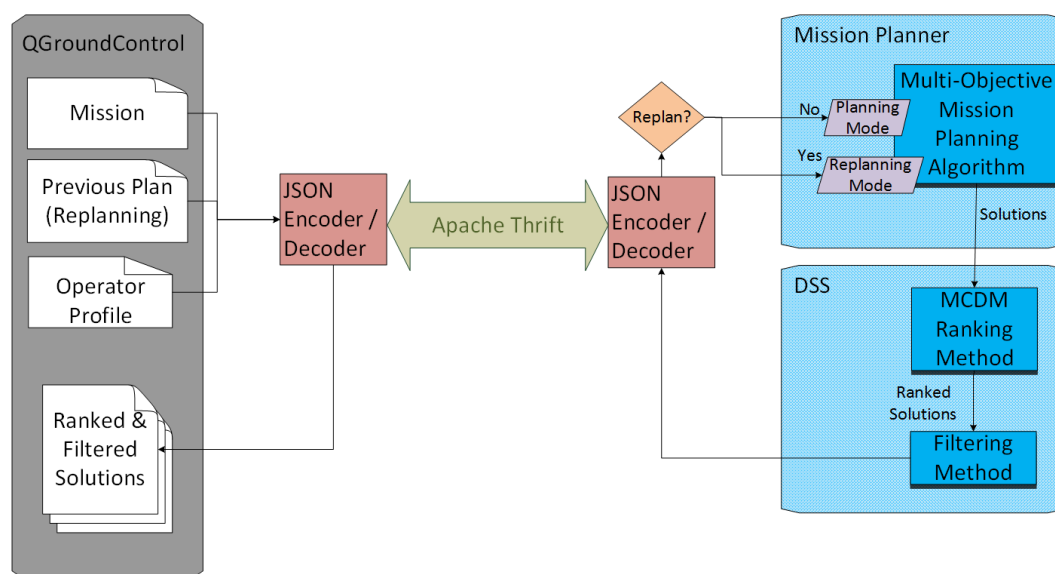 QGroundControl
Mission
Previous Plan
(Replanning)
Operator
Profile
Ranked &
Filtered
Solutions
JSON
Encoder /
Decoder
Apache Thrift
JSON
Encoder /
Decoder
Replan?
No
Yes
Mission Planner
Planning
Mode
Replanning
Mode
Multi-Objective
Mission
Planning
Algorithm
Solutions
DSS
MCDM
Ranking
Method
Ranked
Solutions
Filtering
Method